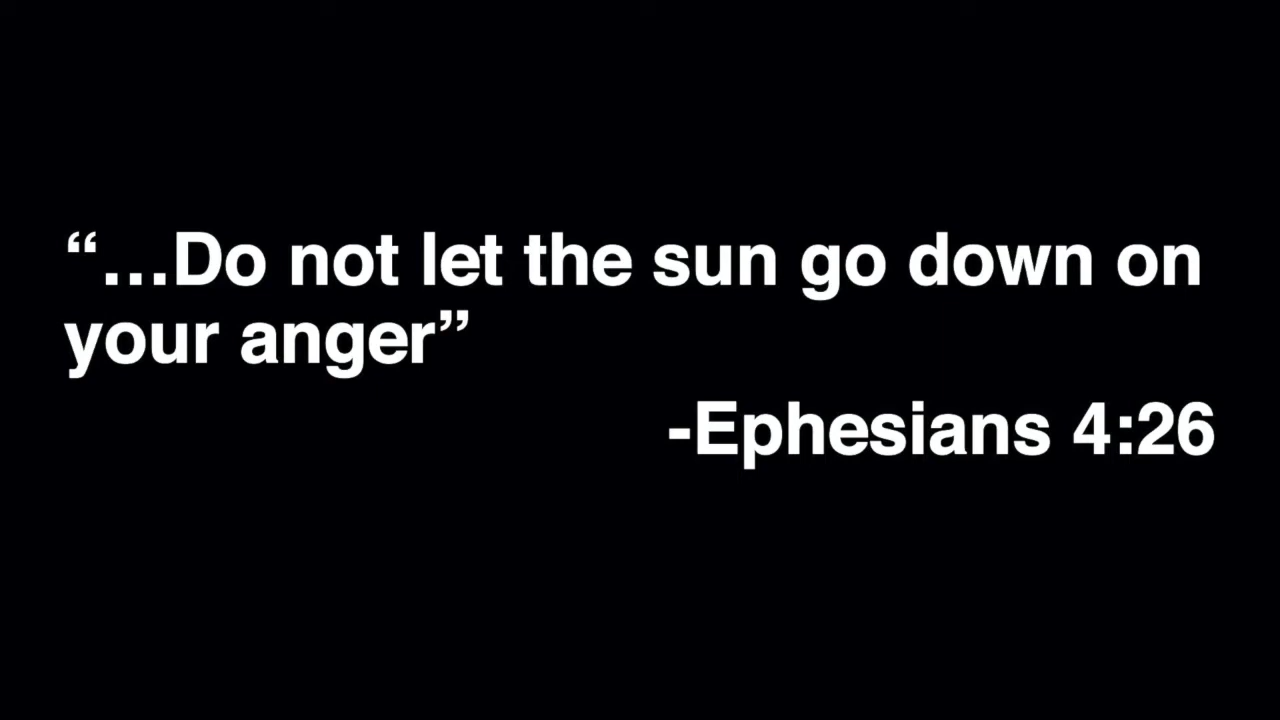 “...Do not let the sun go down on
your anger”
-Ephesians 4:26